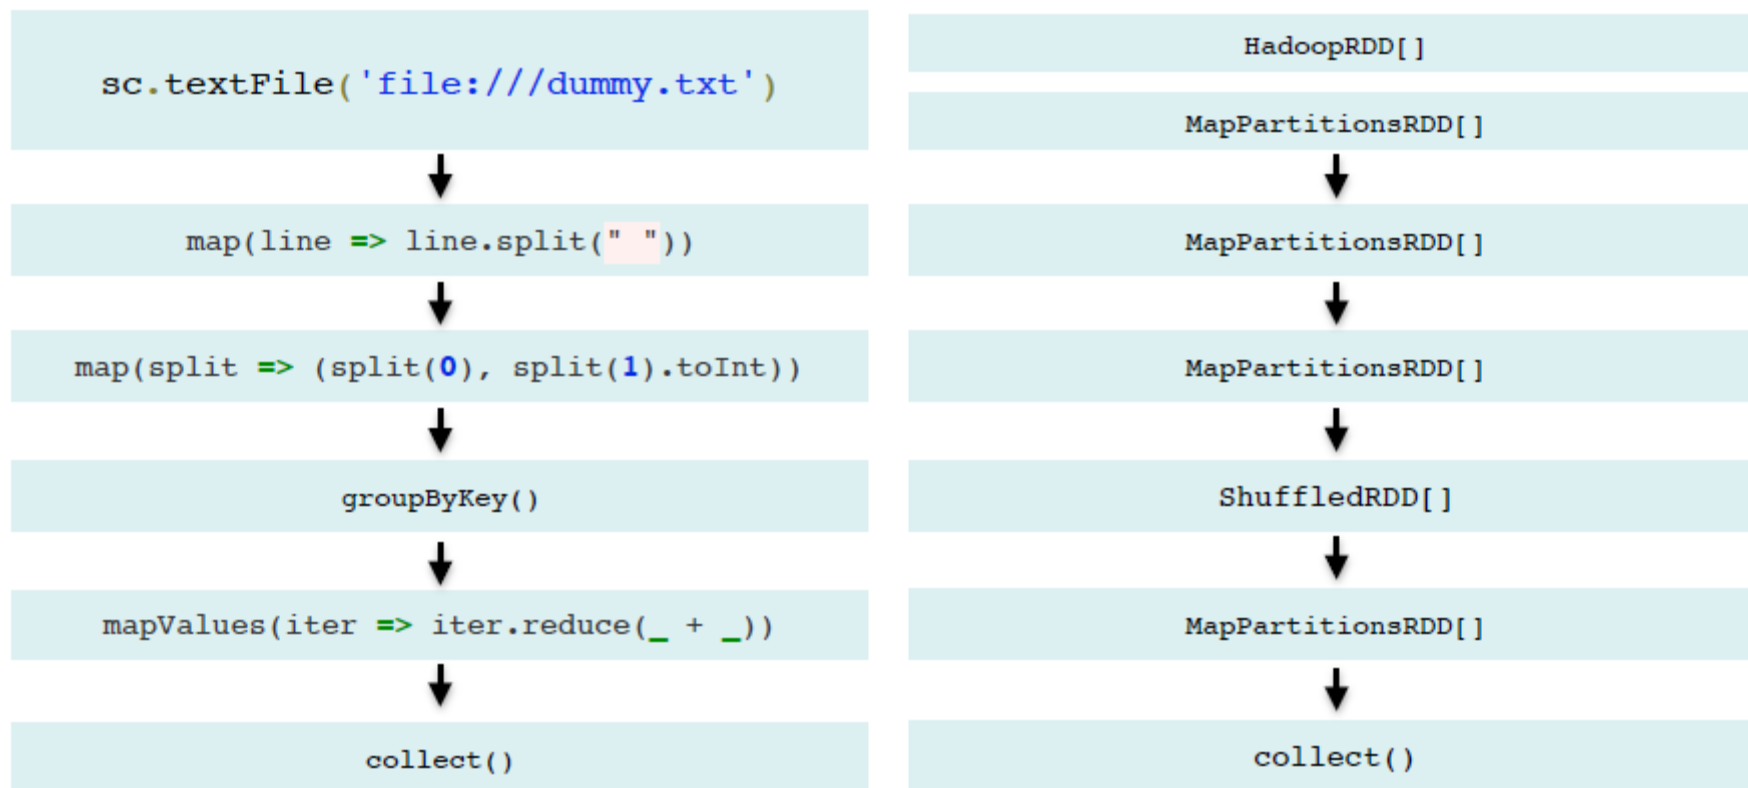 sc.textFile('file:///dummy.txt')
map(line => line.split(" "))
map(split => (split(0), split(1).toInt))
groupByKey()
mapValues(iter => iter.reduce(_ + _))
collect()
HadoopRDD[]
MapPartitionsRDD[]
MapPartitionsRDD[]
MapPartitionsRDD[]
ShuffledRDD[]
MapPartitionsRDD[]
collect()